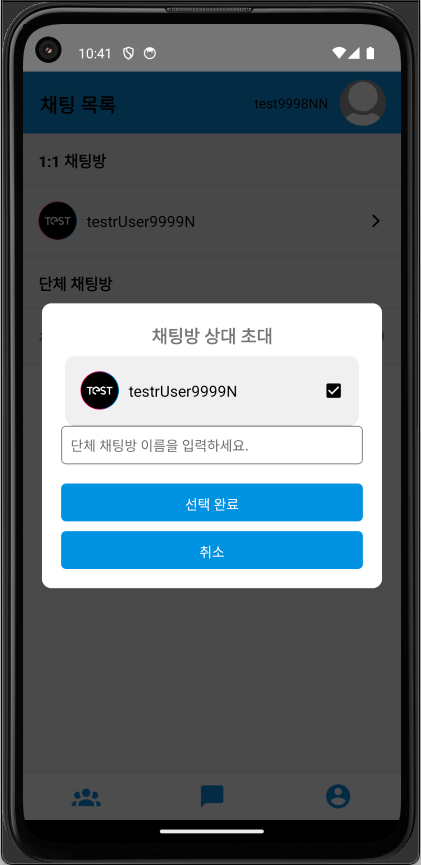 10:41
채팅 목록
test9998NN
1:1 채팅방
TEST
testrUser9999N
단체 채팅방
채팅방 상대 초대
TEST
testrUser9999N
단체 채팅방 이름을 입력하세요.
선택 완료
취소